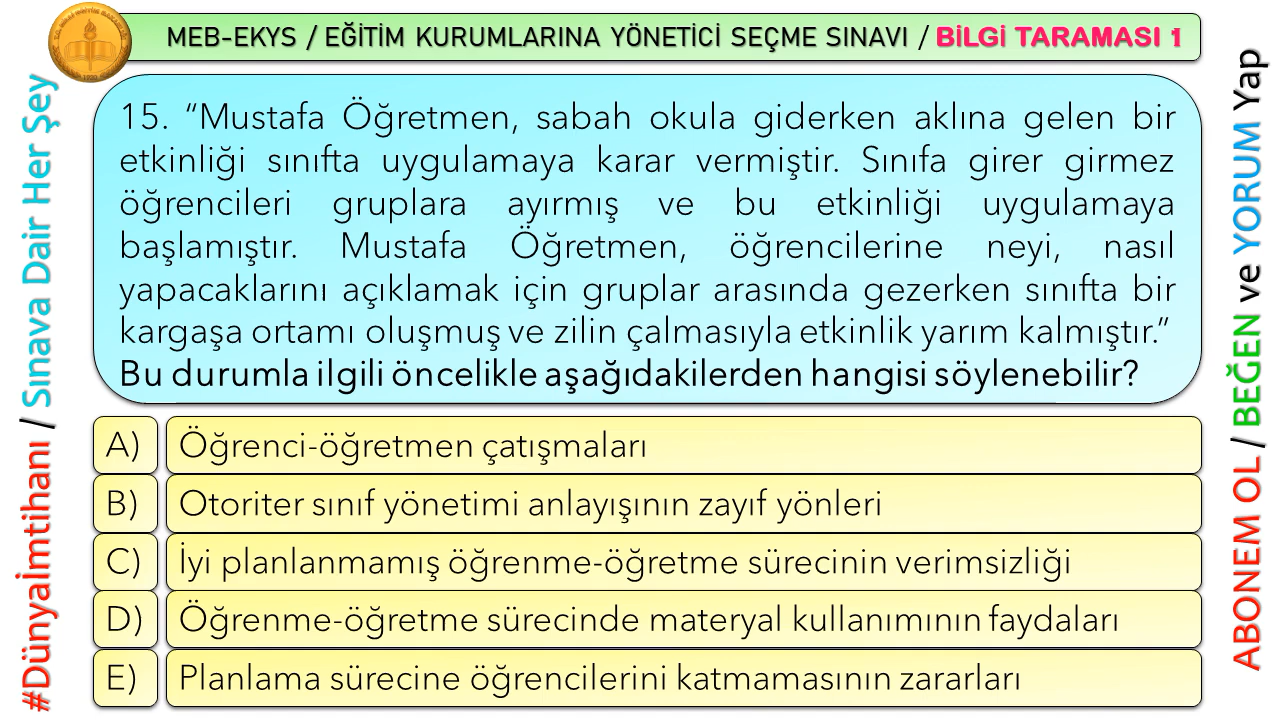 MEB-EKYS / EĞİTİM KURUMLARINA YÖNETİCİ SEÇME SINAVI / BİLGİ TARAMASI 1
#Dünyaİmtihanı / Sınava Dair Her Şey
15. “Mustafa Öğretmen, sabah okula giderken aklına gelen bir
etkinliği sınıfta uygulamaya karar vermiştir. Sınıfa girer girmez
öğrencileri gruplara ayırmış ve bu etkinliği uygulamaya
başlamıştır. Mustafa Öğretmen, öğrencilerine neyi, nasıl
yapacaklarını açıklamak için gruplar arasında gezerken sınıfta bir
kargaşa ortamı oluşmuş ve zilin çalmasıyla etkinlik yarım kalmıştır.”
Bu durumla ilgili öncelikle aşağıdakilerden hangisi söylenebilir?
A) Öğrenci-öğretmen çatışmaları
B) Otoriter sınıf yönetimi anlayışının zayıf yönleri
C) İyi planlanmamış öğrenme-öğretme sürecinin verimsizliği
D) Öğrenme-öğretme sürecinde materyal kullanımının faydaları
E) Planlama sürecine öğrencilerini katmamasının zararları
ABONEM OL / BEĞEN ve YORUM Yap